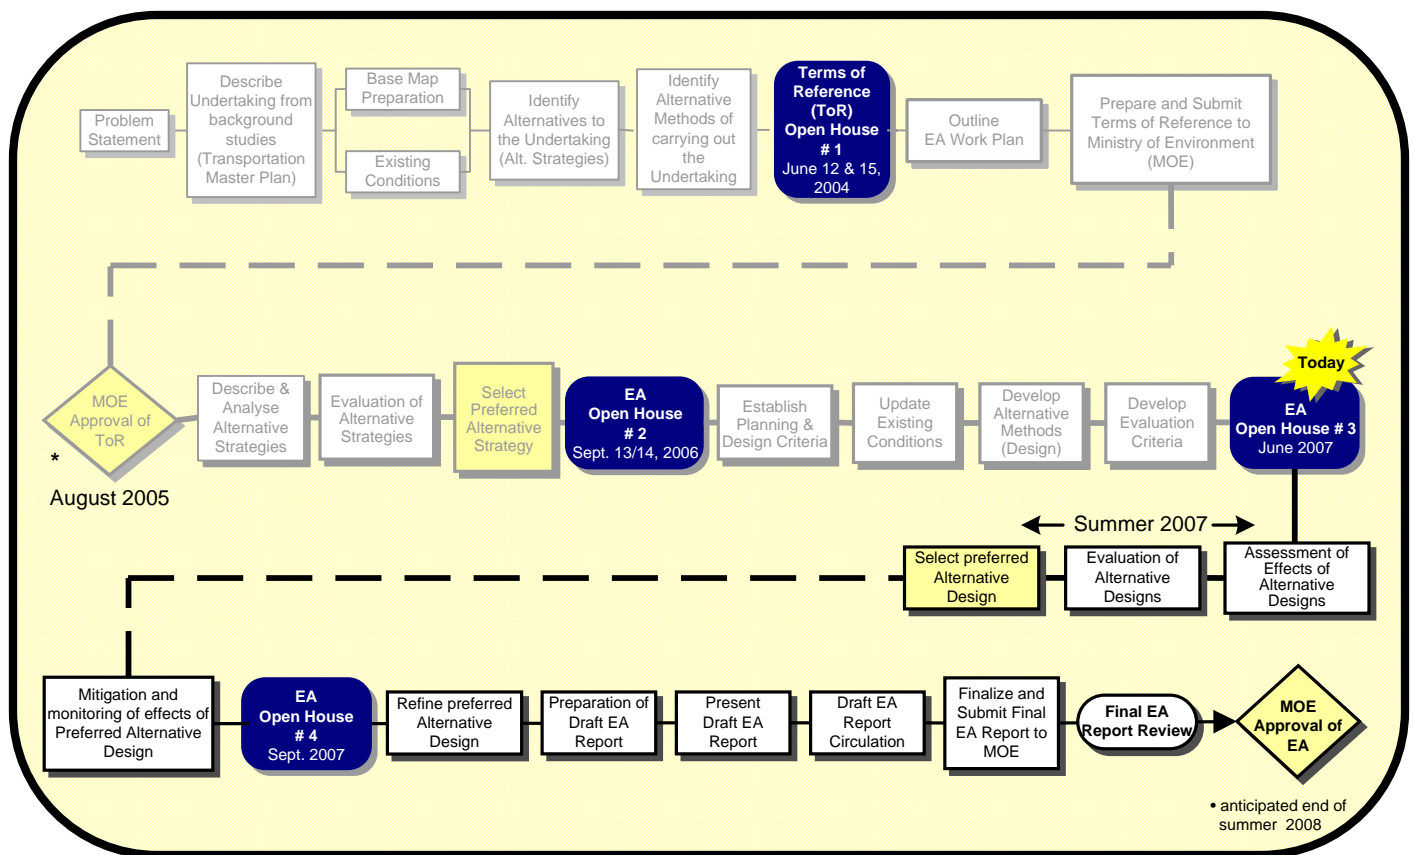 Problem
Statement
Describe
Undertaking from
background
studies
(Transportation
Master Plan)
Base Map
Preparation
Existing
Conditions
Identify
Alternatives to
the Undertaking
(Alt. Strategies)
Identify
Alternative
Methods of
carrying out
the
Undertaking
Terms of
Reference
(ToR)
Open House
# 1
June 12 & 15,
2004
Outline
EA Work Plan
Prepare and Submit
Terms of Reference to
Ministry of Environment
(MOE)
MOE
Approval of
ToR
*
August 2005
Describe &
Analyse
Alternative
Strategies
Evaluation of
Alternative
Strategies
Select
Preferred
Alternative
Strategy
EA
Open House
# 2
Sept. 13/14, 2006
Establish
Planning &
Design Criteria
Update
Existing
Conditions
Develop
Alternative
Methods
(Design)
Develop
Evaluation
Criteria
Today
EA
Open House # 3
June 2007
Summer 2007
Assessment of
Effects of
Alternative
Designs
Evaluation of
Alternative
Designs
Select preferred
Alternative
Design
Mitigation and
monitoring of effects of
Preferred Alternative
Design
EA
Open House
# 4
Sept. 2007
Refine preferred
Alternative
Design
Preparation of
Draft EA
Report
Present
Draft EA
Report
Draft EA
Report
Circulation
Finalize and
Submit Final
EA Report to
MOE
Final EA
Report Review
MOE
Approval of
EA
• anticipated end of
summer 2008